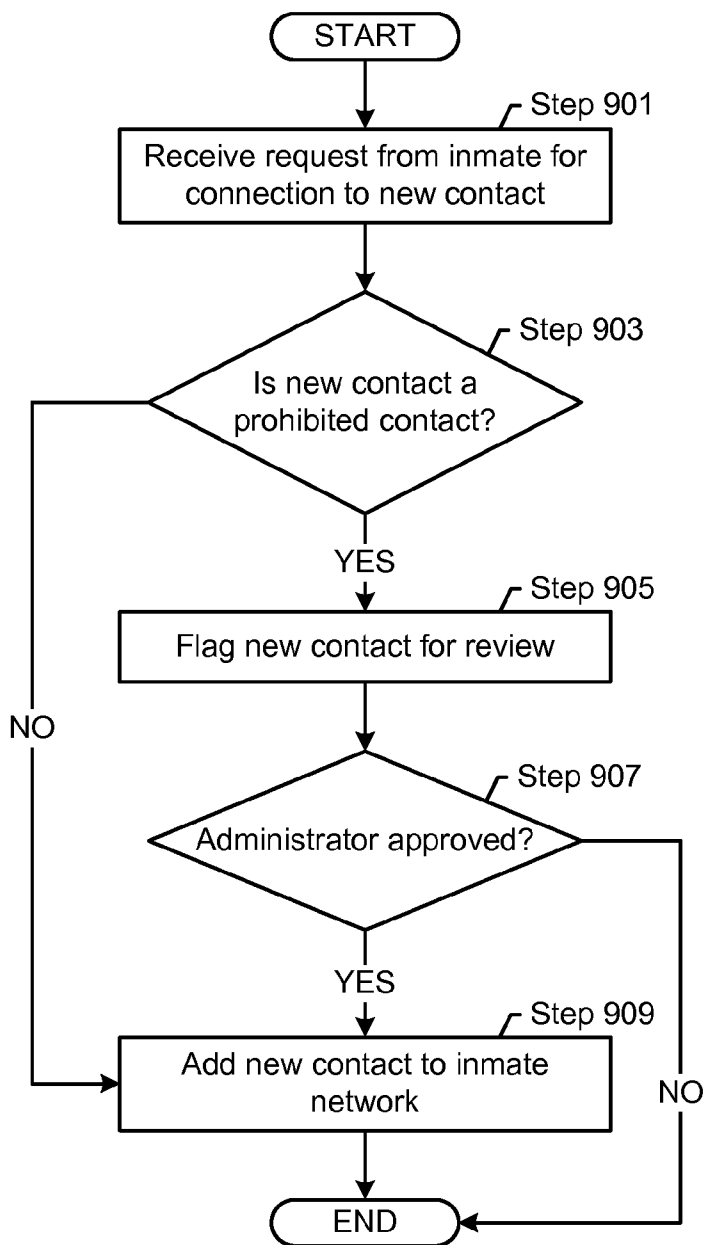 START
Step 901
Receive request from inmate for
connection to new contact
Step 903
Is new contact a
prohibited contact?
YES
Step 905
Flag new contact for review
NO
Step 907
Administrator approved?
YES
Step 909
Add new contact to inmate
network
NO
END